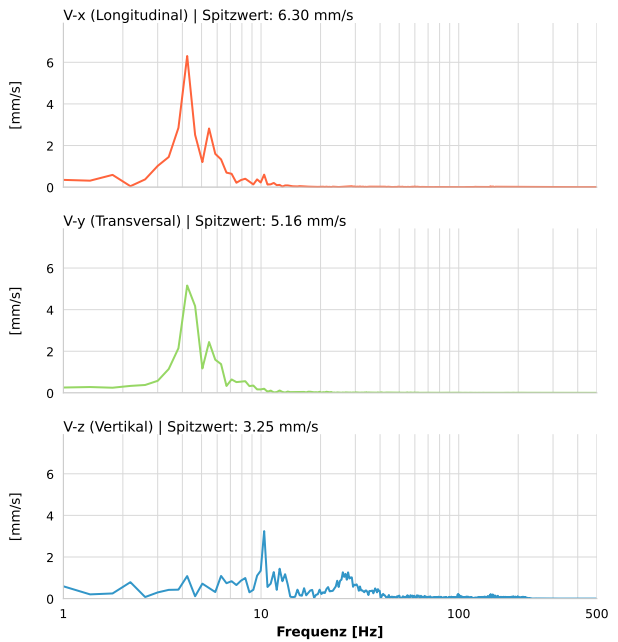 V-x (Longitudinal) | Spitzwert: 6.30 mm/s
[mm/s]
6
4
2
0
V-y (Transversal) | Spitzwert: 5.16 mm/s
[mm/s]
6
4
2
0
V-z (Vertikal) | Spitzwert: 3.25 mm/s
[mm/s]
6
4
2
0
1 10 100 500
Frequenz [Hz]